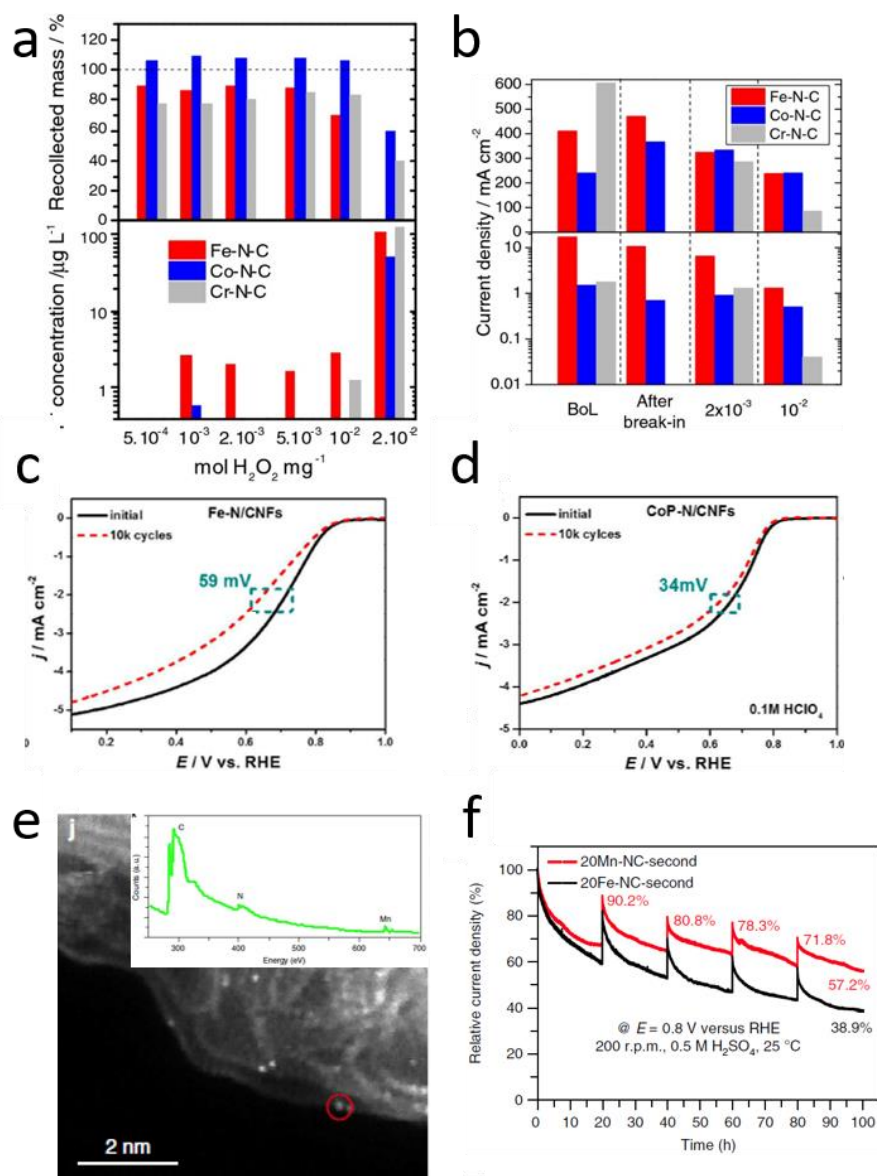 a
Recollected mass / %
120
100
80
60
40
20
0
concentration /µg L⁻¹
100
10
1
Fe-N-C
Co-N-C
Cr-N-C
5.10⁻⁴ 10⁻³ 2.10⁻³ 5.10⁻³ 10⁻² 2.10⁻²
mol H₂O₂ mg⁻¹
b
Current density / mA cm⁻²
600
500
400
300
200
100
0
10
1
0.1
0.01
Fe-N-C
Co-N-C
Cr-N-C
BoL After break-in 2x10⁻³ 10⁻²
c
j / mA cm⁻²
0
-1
-2
-3
-4
-5
initial
10k cycles
Fe-N/CNFs
59 mV
0.2 0.4 0.6 0.8 1.0
E / V vs. RHE
d
j / mA cm⁻²
0
-1
-2
-3
-4
-5
initial
10k cylces
CoP-N/CNFs
34mV
0.1M HClO₄
0.0 0.2 0.4 0.6 0.8 1.0
E / V vs. RHE
e
j
Counts (a.u.)
C
N
Mn
300 400 500 600 700
Energy (eV)
2 nm
f
Relative current density (%)
100
80
60
40
20
0
20Mn-NC-second
20Fe-NC-second
90.2%
80.8%
78.3%
71.8%
57.2%
38.9%
@ E = 0.8 V versus RHE
200 r.p.m., 0.5 M H₂SO₄, 25 °C
0 10 20 30 40 50 60 70 80 90 100
Time (h)